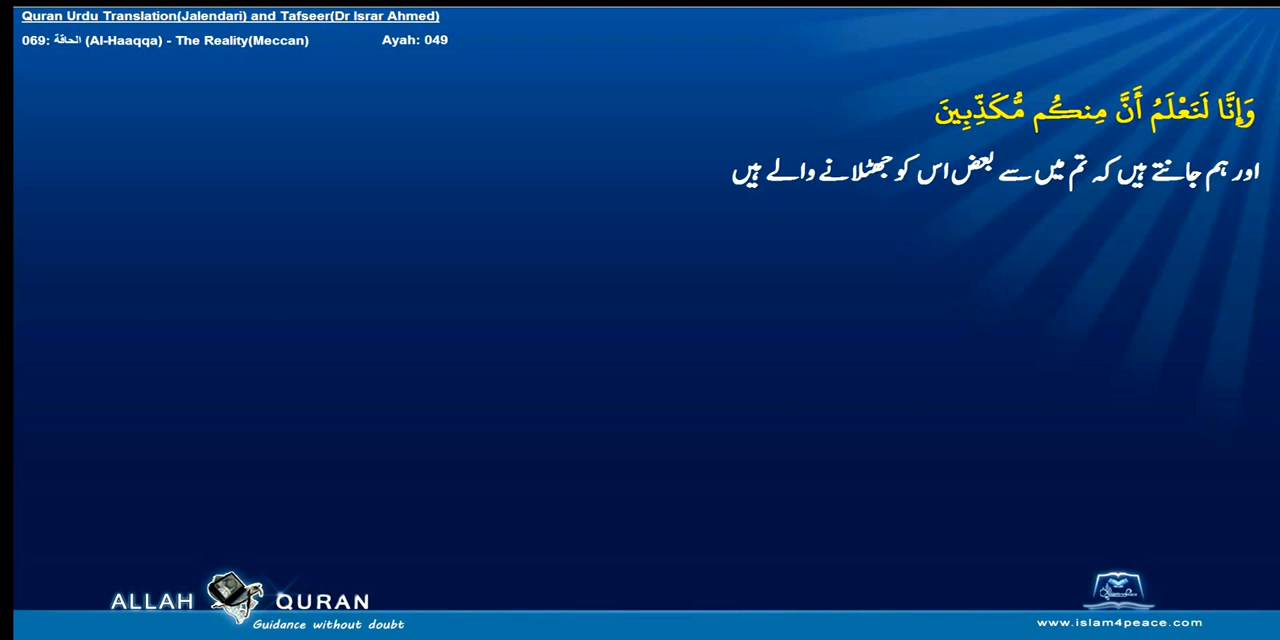 Quran Urdu Translation(Jalendari) and Tafseer(Dr Israr Ahmed)
069: الحاقة (Al-Haaqqa) - The Reality(Meccan) Ayah: 049
وَإِنَّا لَنَعْلَمُ أَنَّ مِنكُم مُّكَذِّبِينَ
اور ہم جانتے ہیں کہ تم میں سے بعض اس کو جھٹلانے والے ہیں
ALLAH QURAN
Guidance without doubt
www.islam4peace.com